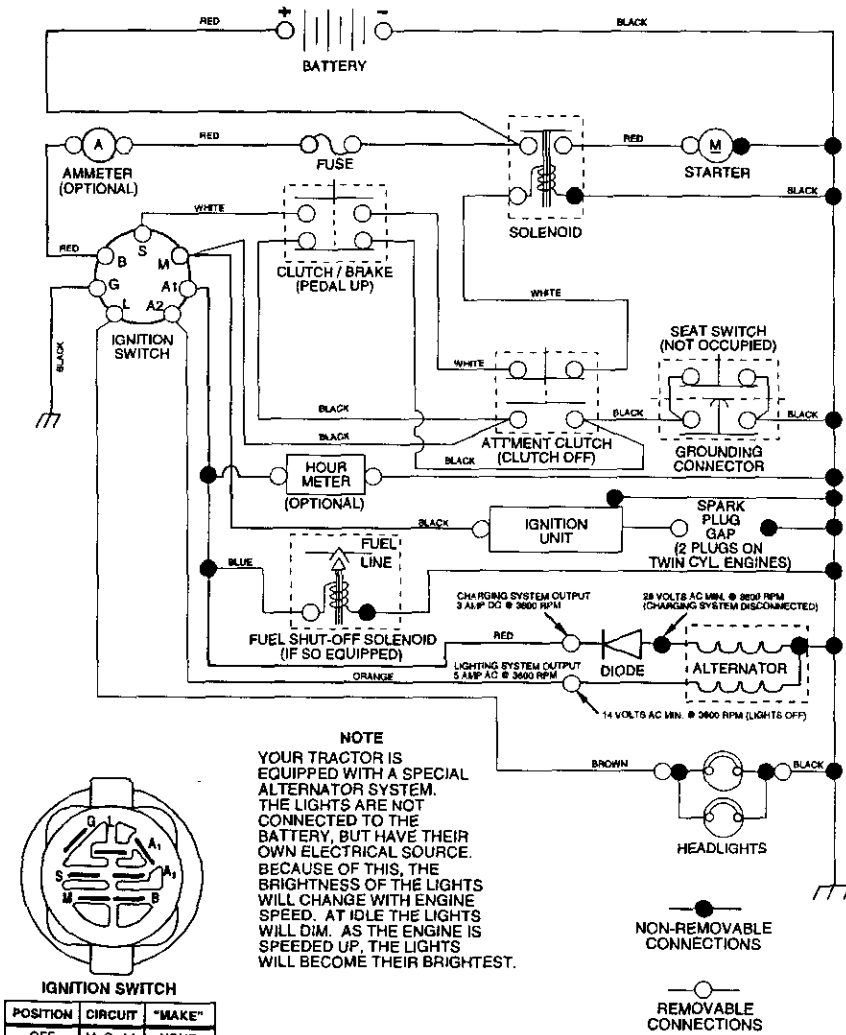 +
−
RED
BLACK
BATTERY
RED
RED
A
M
AMMETER
(OPTIONAL)
FUSE
STARTER
BLACK
WHITE
SOLENOID
RED
S
B
M
G
A1
L
A2
CLUTCH / BRAKE
(PEDAL UP)
IGNITION
SWITCH
BLACK
WHITE
SEAT SWITCH
(NOT OCCUPIED)
WHITE
BLACK
BLACK
BLACK
BLACK
BLACK
ATT'MENT CLUTCH
(CLUTCH OFF)
GROUNDING
CONNECTOR
HOUR
METER
(OPTIONAL)
BLACK
IGNITION
UNIT
SPARK
PLUG
GAP
(2 PLUGS ON
TWIN CYL. ENGINES)
BLUE
FUEL
LINE
FUEL SHUT-OFF SOLENOID
(IF SO EQUIPPED)
CHARGING SYSTEM OUTPUT
3 AMP DC @ 3600 RPM
28 VOLTS AC MIN. @ 3600 RPM
(CHARGING SYSTEM DISCONNECTED)
RED
DIODE
ALTERNATOR
ORANGE
LIGHTING SYSTEM OUTPUT
5 AMP AC @ 3600 RPM
14 VOLTS AC MIN. @ 3600 RPM (LIGHTS OFF)
BROWN
BLACK
HEADLIGHTS
NOTE
YOUR TRACTOR IS
EQUIPPED WITH A SPECIAL
ALTERNATOR SYSTEM.
THE LIGHTS ARE NOT
CONNECTED TO THE
BATTERY, BUT HAVE THEIR
OWN ELECTRICAL SOURCE.
BECAUSE OF THIS, THE
BRIGHTNESS OF THE LIGHTS
WILL CHANGE WITH ENGINE
SPEED. AT IDLE THE LIGHTS
WILL DIM. AS THE ENGINE IS
SPEEDED UP, THE LIGHTS
WILL BECOME THEIR BRIGHTEST.
G
L
A1
S
M
B
IGNITION SWITCH
NON-REMOVABLE
CONNECTIONS
REMOVABLE
CONNECTIONS
POSITION CIRCUIT "MAKE"